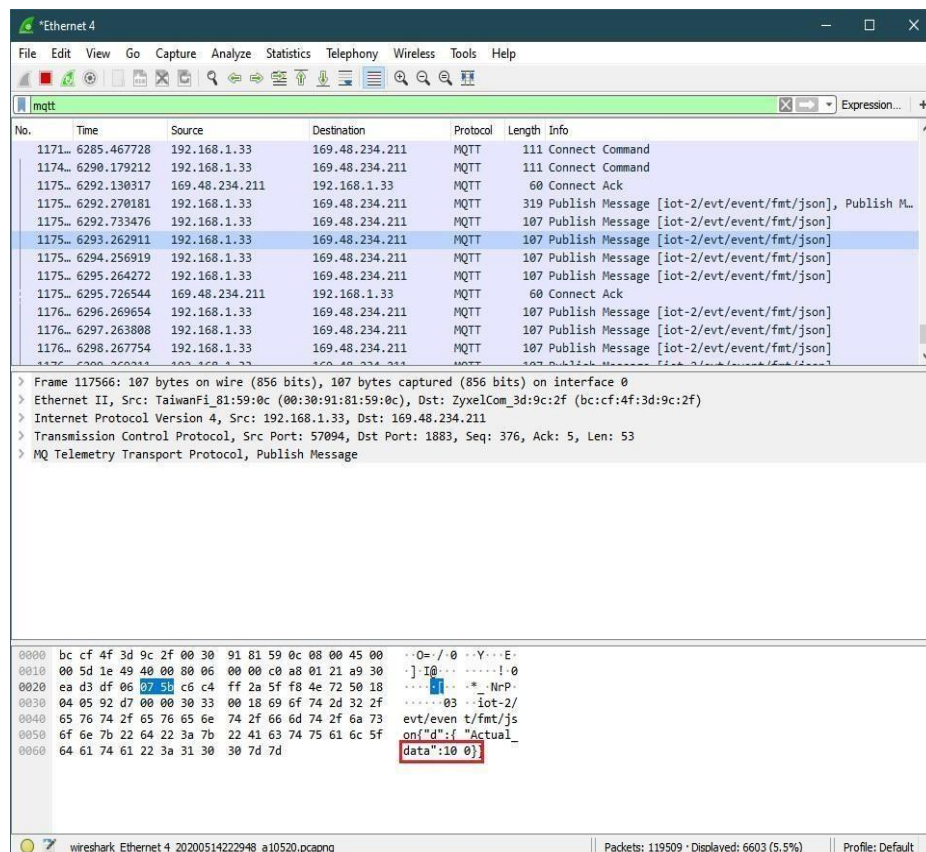 *Ethernet 4
File Edit View Go Capture Analyze Statistics Telephony Wireless Tools Help
mqtt Expression... +
No. Time Source Destination Protocol Length Info
1171… 6285.467728 192.168.1.33 169.48.234.211 MQTT 111 Connect Command
1174… 6290.179212 192.168.1.33 169.48.234.211 MQTT 111 Connect Command
1175… 6292.130317 169.48.234.211 192.168.1.33 MQTT 60 Connect Ack
1175… 6292.270181 192.168.1.33 169.48.234.211 MQTT 319 Publish Message [iot-2/evt/event/fmt/json], Publish M…
1175… 6292.733476 192.168.1.33 169.48.234.211 MQTT 107 Publish Message [iot-2/evt/event/fmt/json]
1175… 6293.262911 192.168.1.33 169.48.234.211 MQTT 107 Publish Message [iot-2/evt/event/fmt/json]
1175… 6294.256919 192.168.1.33 169.48.234.211 MQTT 107 Publish Message [iot-2/evt/event/fmt/json]
1175… 6295.264272 192.168.1.33 169.48.234.211 MQTT 107 Publish Message [iot-2/evt/event/fmt/json]
1175… 6295.726544 169.48.234.211 192.168.1.33 MQTT 60 Connect Ack
1176… 6296.269654 192.168.1.33 169.48.234.211 MQTT 107 Publish Message [iot-2/evt/event/fmt/json]
1176… 6297.263808 192.168.1.33 169.48.234.211 MQTT 107 Publish Message [iot-2/evt/event/fmt/json]
1176… 6298.267754 192.168.1.33 169.48.234.211 MQTT 107 Publish Message [iot-2/evt/event/fmt/json]
> Frame 117566: 107 bytes on wire (856 bits), 107 bytes captured (856 bits) on interface 0
> Ethernet II, Src: TaiwanFi_81:59:0c (00:30:91:81:59:0c), Dst: ZyxelCom_3d:9c:2f (bc:cf:4f:3d:9c:2f)
> Internet Protocol Version 4, Src: 192.168.1.33, Dst: 169.48.234.211
> Transmission Control Protocol, Src Port: 57094, Dst Port: 1883, Seq: 376, Ack: 5, Len: 53
> MQ Telemetry Transport Protocol, Publish Message
0000 bc cf 4f 3d 9c 2f 00 30 91 81 59 0c 08 00 45 00 ··O=·/·0 ··Y···E·
0010 00 5d 1e 49 40 00 80 06 00 00 c0 a8 01 21 a9 30 ·]·I@··· ·····!·0
0020 ea d3 df 06 07 5b c6 c4 ff 2a 5f f8 4e 72 50 18 ·····[·· ·*_·NrP·
0030 04 05 92 d7 00 00 30 33 00 18 69 6f 74 2d 32 2f ······03 ··iot-2/
0040 65 76 74 2f 65 76 65 6e 74 2f 66 6d 74 2f 6a 73 evt/even t/fmt/js
0050 6f 6e 7b 22 64 22 3a 7b 22 41 63 74 75 61 6c 5f on{"d":{ "Actual_
0060 64 61 74 61 22 3a 31 30 30 7d 7d data":10 0}}
wireshark_Ethernet 4_20200514222948_a10520.pcapng Packets: 119509 · Displayed: 6603 (5.5%) Profile: Default